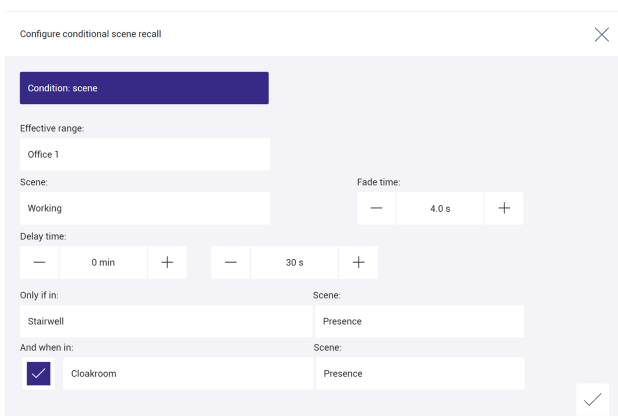 Configure conditional scene recall
Condition: scene
Effective range:
Office 1
Scene: Fade time:
Working 4.0 s
Delay time:
0 min 30 s
Only if in: Scene:
Stairwell Presence
And when in: Scene:
Cloakroom Presence